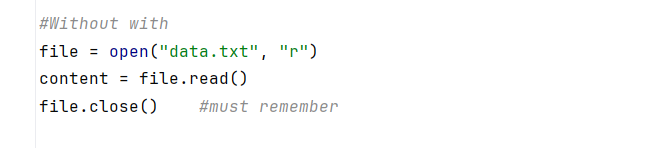 #Without with
file = open("data.txt", "r")
content = file.read()
file.close()    #must remember